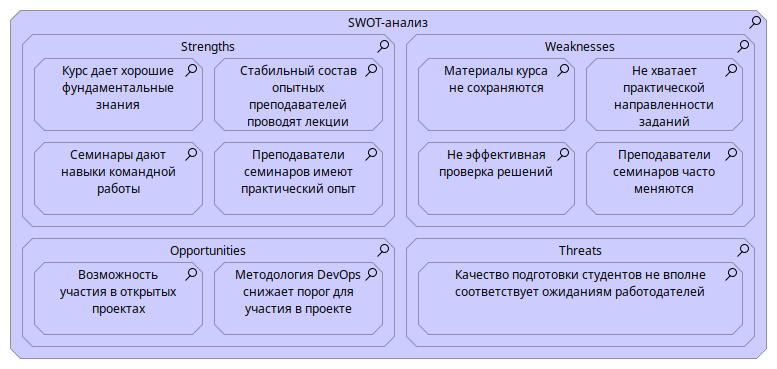 SWOT-анализ
Strengths
Курс дает хорошие
фундаментальные
знания
Стабильный состав
опытных
преподавателей
проводят лекции
Семинары дают
навыки командной
работы
Преподаватели
семинаров имеют
практический опыт
Weaknesses
Материалы курса
не сохраняются
Не хватает
практической
направленности
заданий
Не эффективная
проверка решений
Преподаватели
семинаров часто
меняются
Opportunities
Возможность
участия в открытых
проектах
Методология DevOps
снижает порог для
участия в проекте
Threats
Качество подготовки студентов не вполне
соответствует ожиданиям работодателей